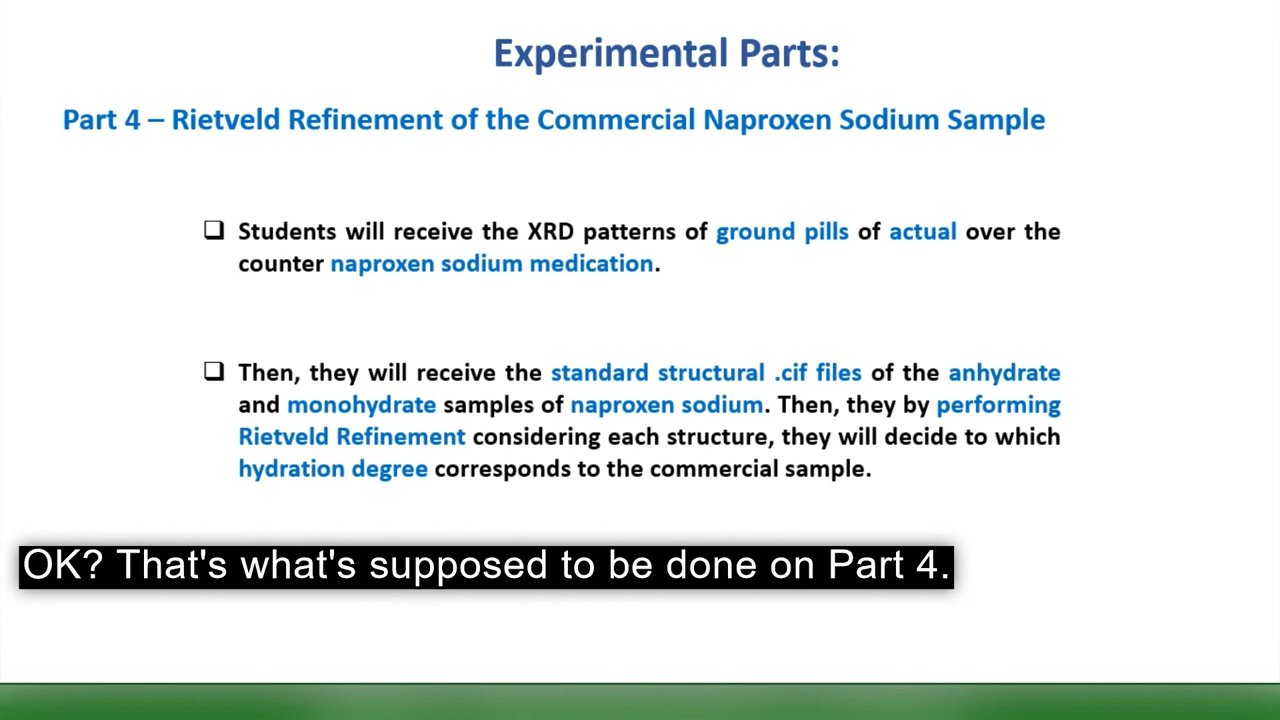 Experimental Parts:
Part 4 – Rietveld Refinement of the Commercial Naproxen Sodium Sample
❑ Students will receive the XRD patterns of ground pills of actual over the
counter naproxen sodium medication.
❑ Then, they will receive the standard structural .cif files of the anhydrate
and monohydrate samples of naproxen sodium. Then, they by performing
Rietveld Refinement considering each structure, they will decide to which
hydration degree corresponds to the commercial sample.
OK? That's what's supposed to be done on Part 4.